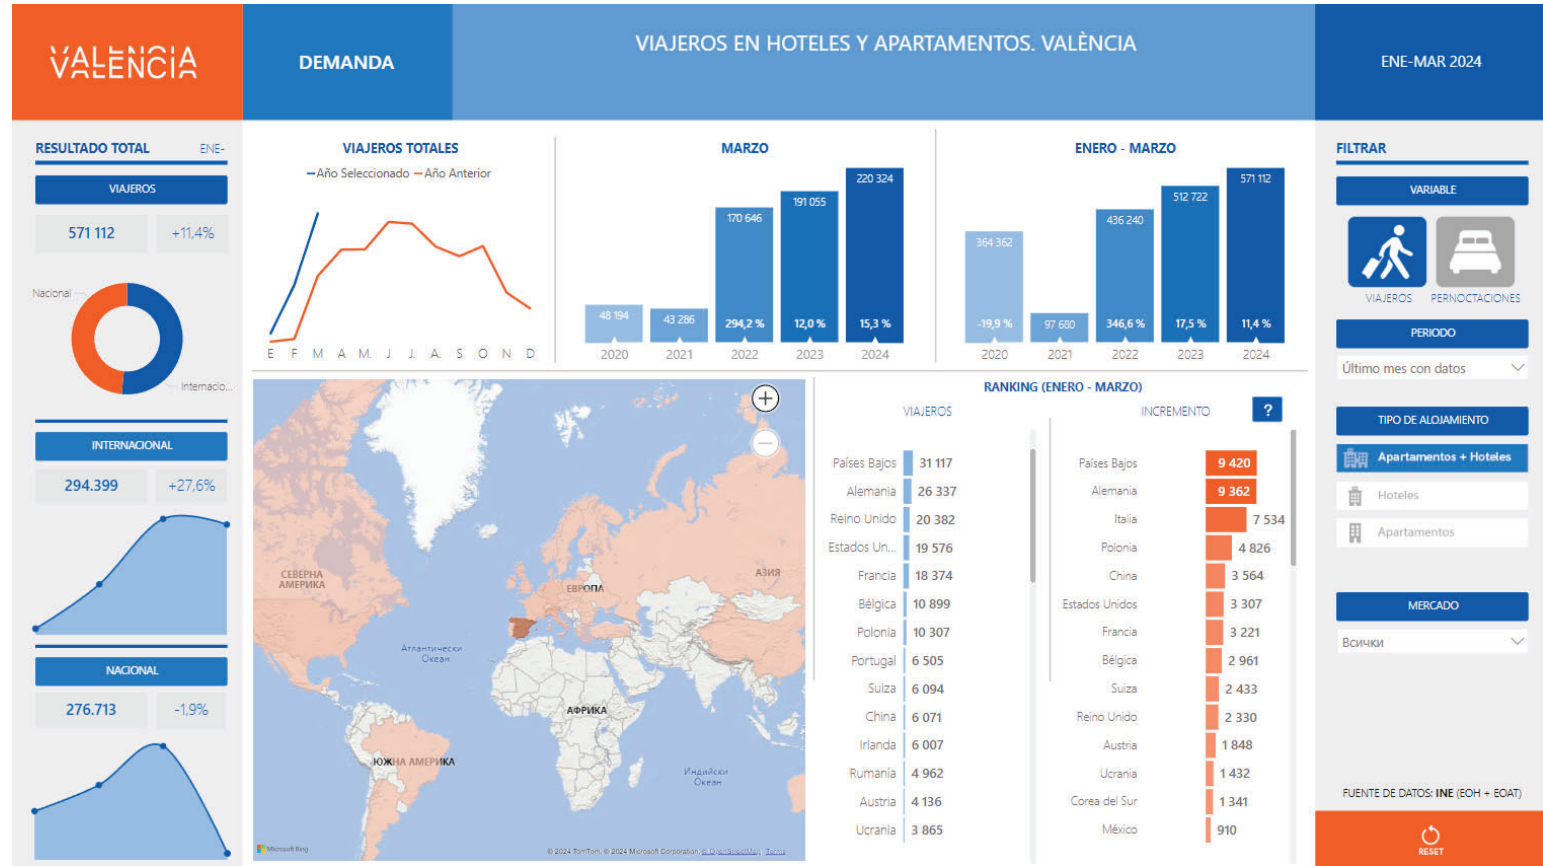 VALÈNCIA
DEMANDA
VIAJEROS EN HOTELES Y APARTAMENTOS. VALÈNCIA
ENE-MAR 2024
RESULTADO TOTAL
ENE-
VIAJEROS
571 112
+11,4%
Nacional
Internacio...
INTERNACIONAL
294.399
+27,6%
NACIONAL
276.713
-1,9%
VIAJEROS TOTALES
Año Seleccionado Año Anterior
E F M A M. J J. A. S O N D
MARZO
48 194
43 286
170 646
191 055
220 324
294,2 %
12,0 %
15,3 %
2020 2021 2022 2023 2024
ENERO - MARZO
364 362
97 680
436 240
512 722
571 112
-19,9 %
346,6 %
17,5 %
11,4 %
2020 2021 2022 2023 2024
СЕВЕРНА
АМЕРИКА
ЕВРОПА
АЗИЯ
Атлантически
Океан
АФРИКА
ЮЖНА АМЕРИКА
Индийски
Океан
Microsoft Bing
© 2024 TomTom, © 2024 Microsoft Corporation, © OpenStreetMap Terms
RANKING (ENERO - MARZO)
VIAJEROS
Países Bajos 31 117
Alemania 26 337
Reino Unido 20 382
Estados Un... 19 576
Francia 18 374
Bélgica 10 899
Polonia 10 307
Portugal 6 505
Suiza 6 094
China 6 071
Irlanda 6 007
Rumanía 4 962
Austria 4 136
Ucrania 3 865
INCREMENTO
?
Países Bajos 9 420
Alemania 9 362
Italia 7 534
Polonia 4 826
China 3 564
Estados Unidos 3 307
Francia 3 221
Bélgica 2 961
Suiza 2 433
Reino Unido 2 330
Austria 1 848
Ucrania 1 432
Corea del Sur 1 341
México 910
FILTRAR
VARIABLE
VIAJEROS
PERNOCTACIONES
PERIODO
Último mes con datos
TIPO DE ALOJAMIENTO
Apartamentos + Hoteles
Hoteles
Apartamentos
MERCADO
Всички
FUENTE DE DATOS: INE (EOH + EOAT)
RESET